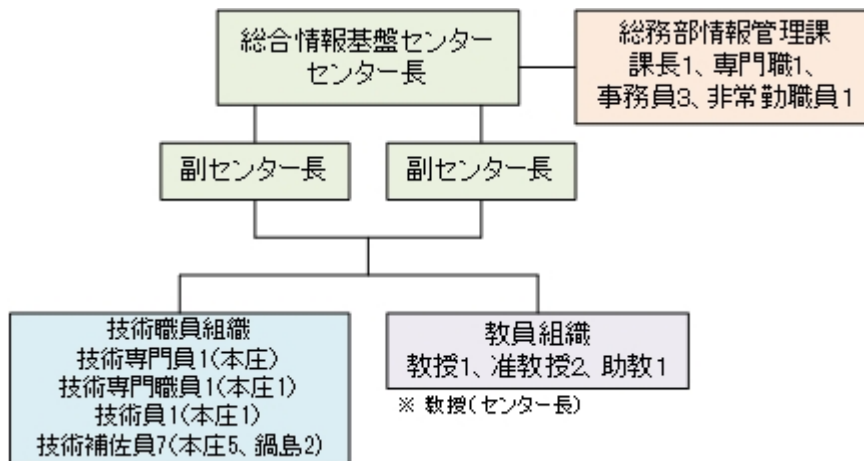 総合情報基盤センター
センター長
総務部情報管理課
課長1、専門職1、
事務員3、非常勤職員1
副センター長
副センター長
技術職員組織
技術専門員1(本庄)
技術専門職員1(本庄1)
技術員1(本庄1)
技術補佐員7(本庄5、鍋島2)
教員組織
教授1、准教授2、助教1
※ 教授(センター長)